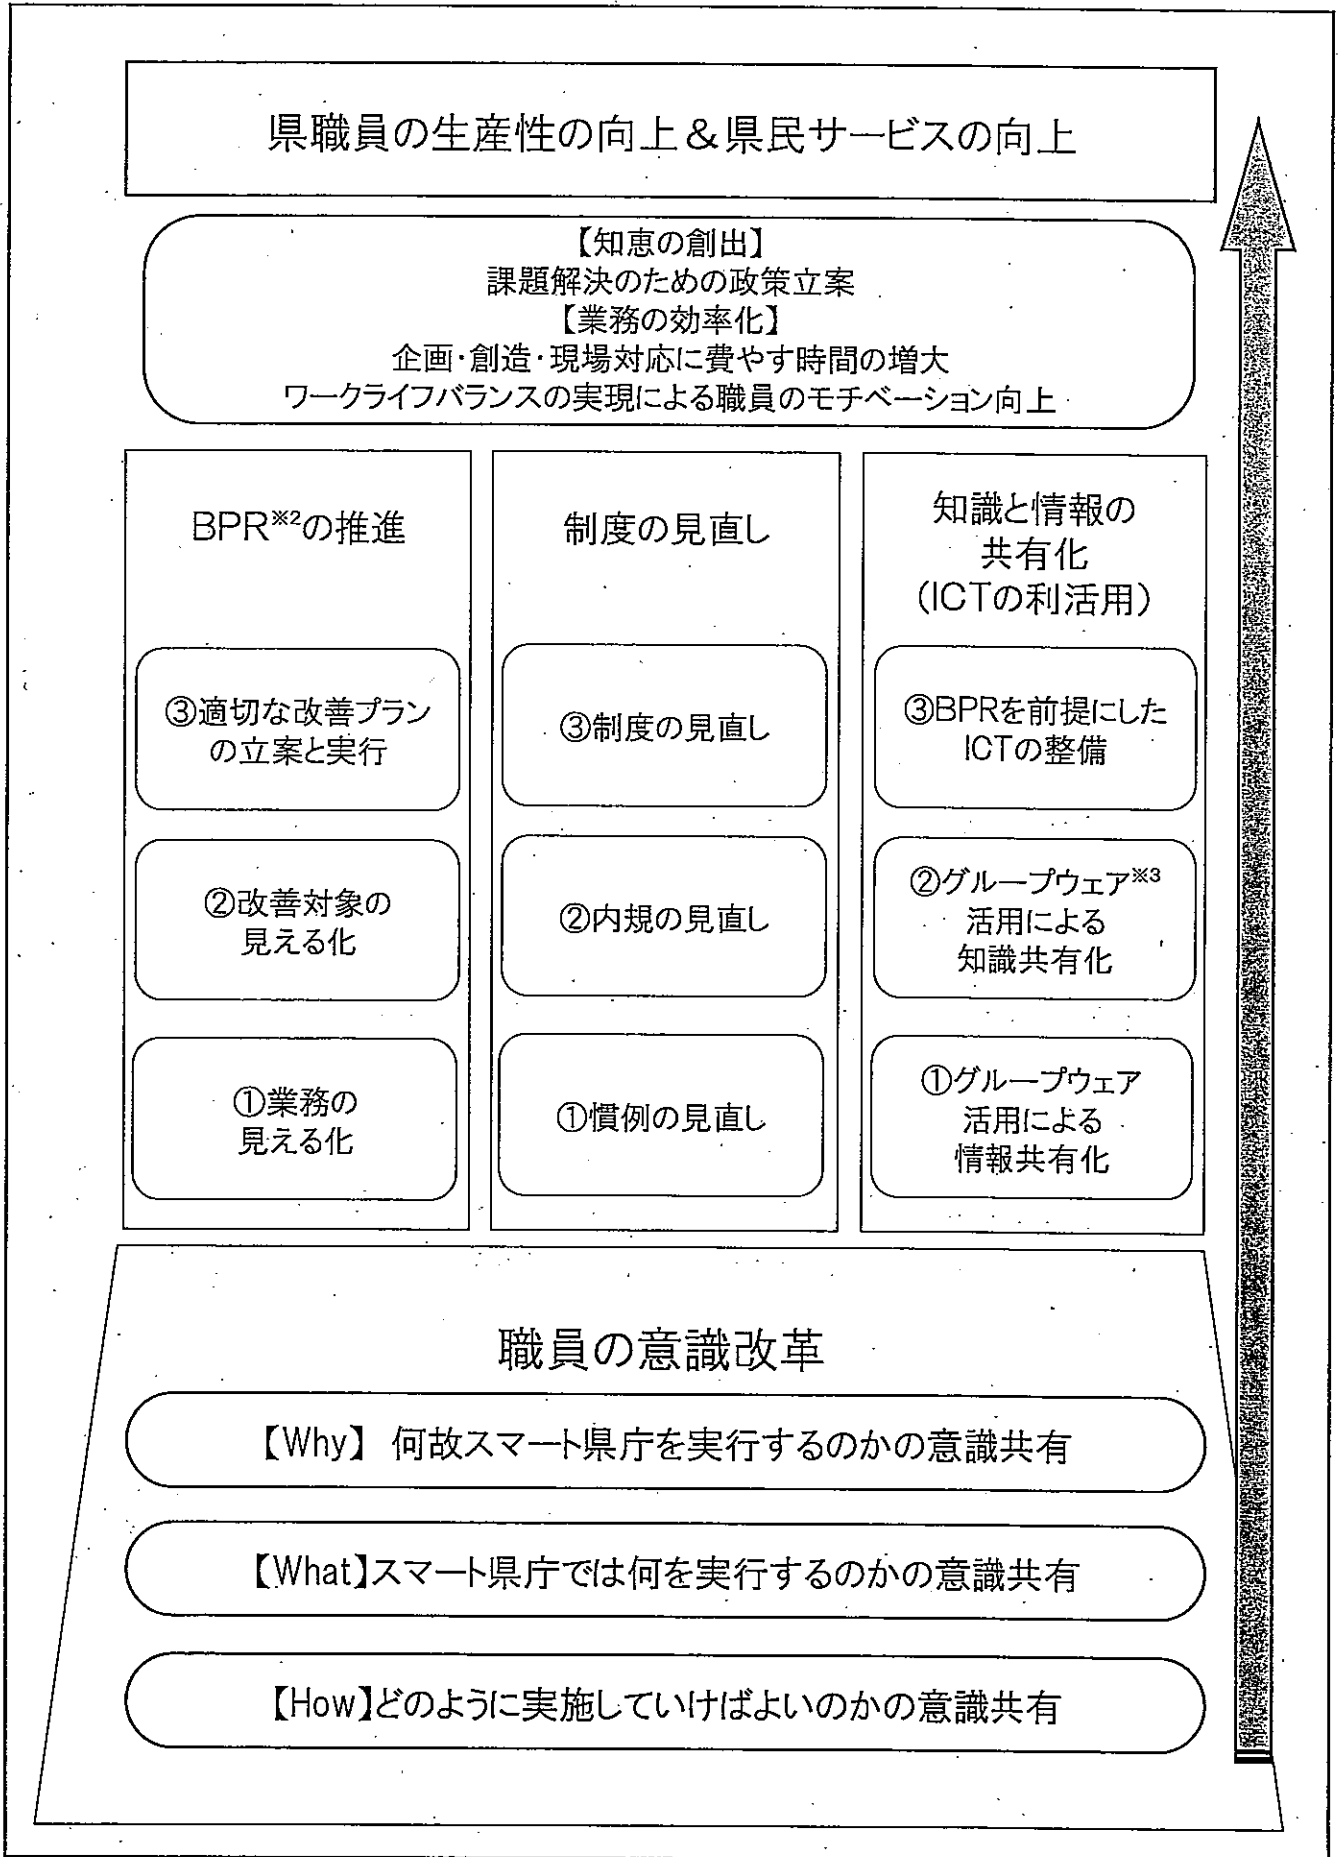 県職員の生産性の向上&県民サービスの向上
【知恵の創出】
課題解決のための政策立案
【業務の効率化】
企画・創造・現場対応に費やす時間の増大
ワークライフバランスの実現による職員のモチベーション向上
BPR※2の推進
③適切な改善プラン
の立案と実行
②改善対象の
見える化
①業務の
見える化
制度の見直し
③制度の見直し
②内規の見直し
①慣例の見直し
知識と情報の
共有化
(ICTの利活用)
③BPRを前提にした
ICTの整備
②グループウェア※3
活用による
知識共有化
①グループウェア
活用による
情報共有化
職員の意識改革
【Why】 何故スマート県庁を実行するのかの意識共有
【What】スマート県庁では何を実行するのかの意識共有
【How】どのように実施していけばよいのかの意識共有